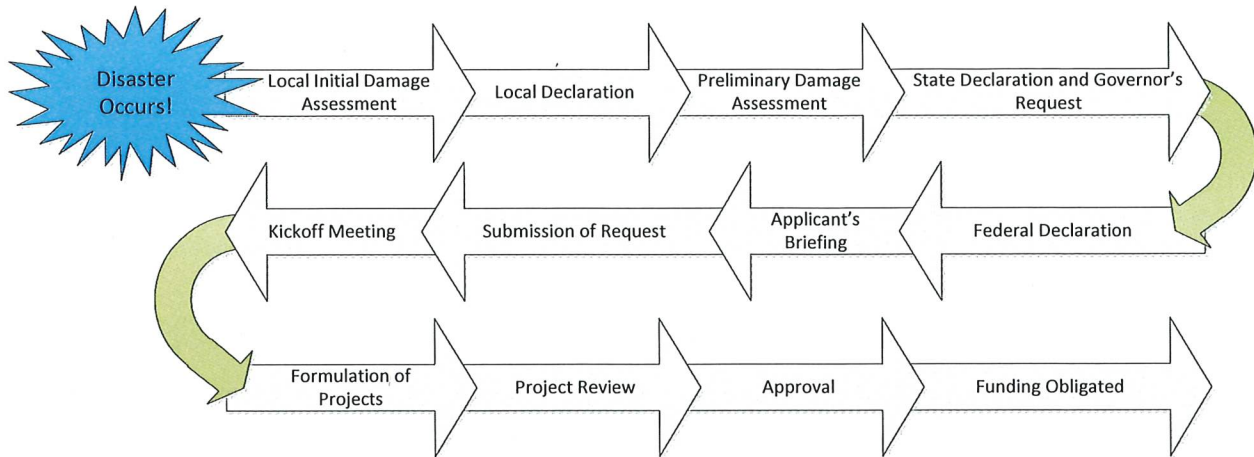 Disaster
Occurs!
Local Initial Damage
Assessment
Local Declaration
Preliminary Damage
Assessment
State Declaration and Governor's
Request
Federal Declaration
Applicant's
Briefing
Submission of Request
Kickoff Meeting
Formulation of
Projects
Project Review
Approval
Funding Obligated